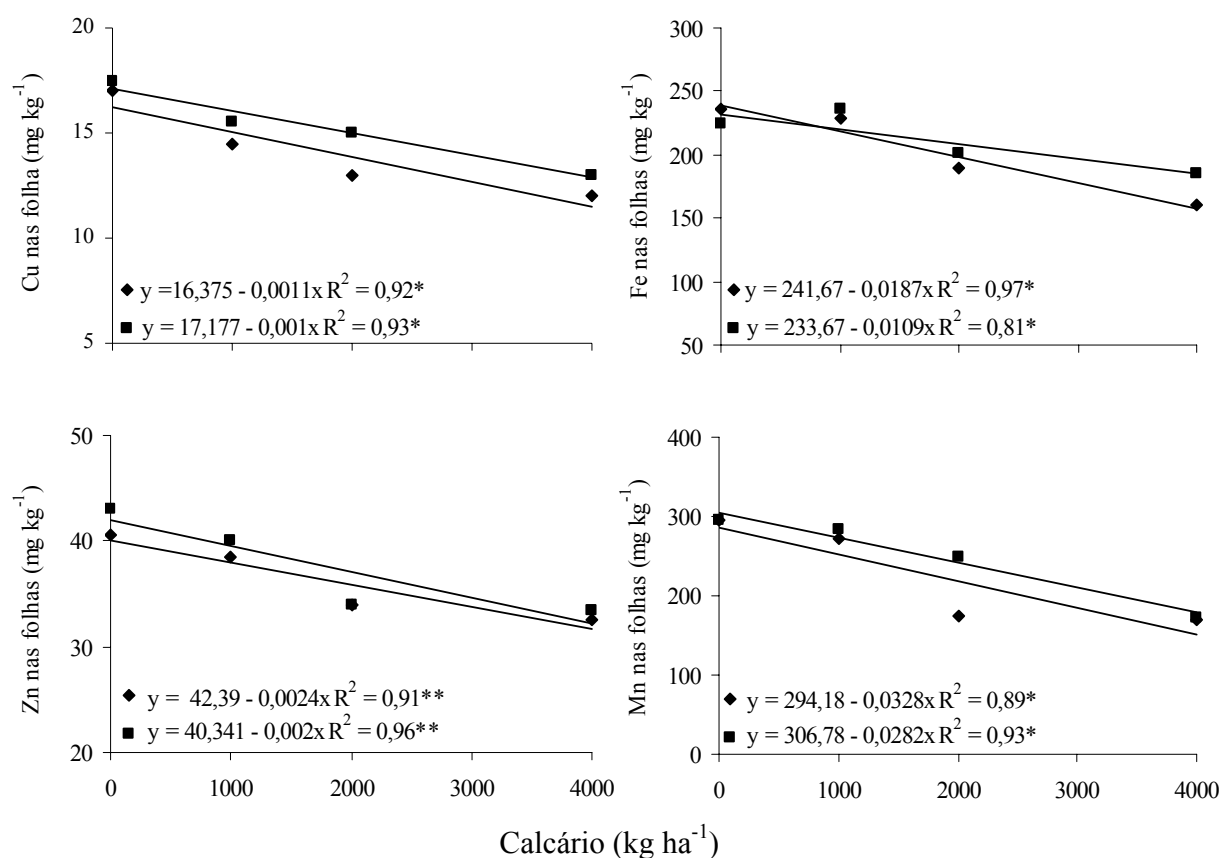 Cu nas folha (mg kg-1)
20
15
10
5
◆ y =16,375 - 0,0011x R2 = 0,92*
■ y = 17,177 - 0,001x R2 = 0,93*
Fe nas folhas (mg kg-1)
300
250
200
150
100
50
◆ y = 241,67 - 0,0187x R2 = 0,97*
■ y = 233,67 - 0,0109x R2 = 0,81*
Zn nas folhas (mg kg-1)
50
40
30
20
◆ y = 42,39 - 0,0024x R2 = 0,91**
■ y = 40,341 - 0,002x R2 = 0,96**
0 1000 2000 3000 4000
Mn nas folhas (mg kg-1)
400
300
200
100
0
◆ y = 294,18 - 0,0328x R2 = 0,89*
■ y = 306,78 - 0,0282x R2 = 0,93*
0 1000 2000 3000 4000
Calcário (kg ha-1)